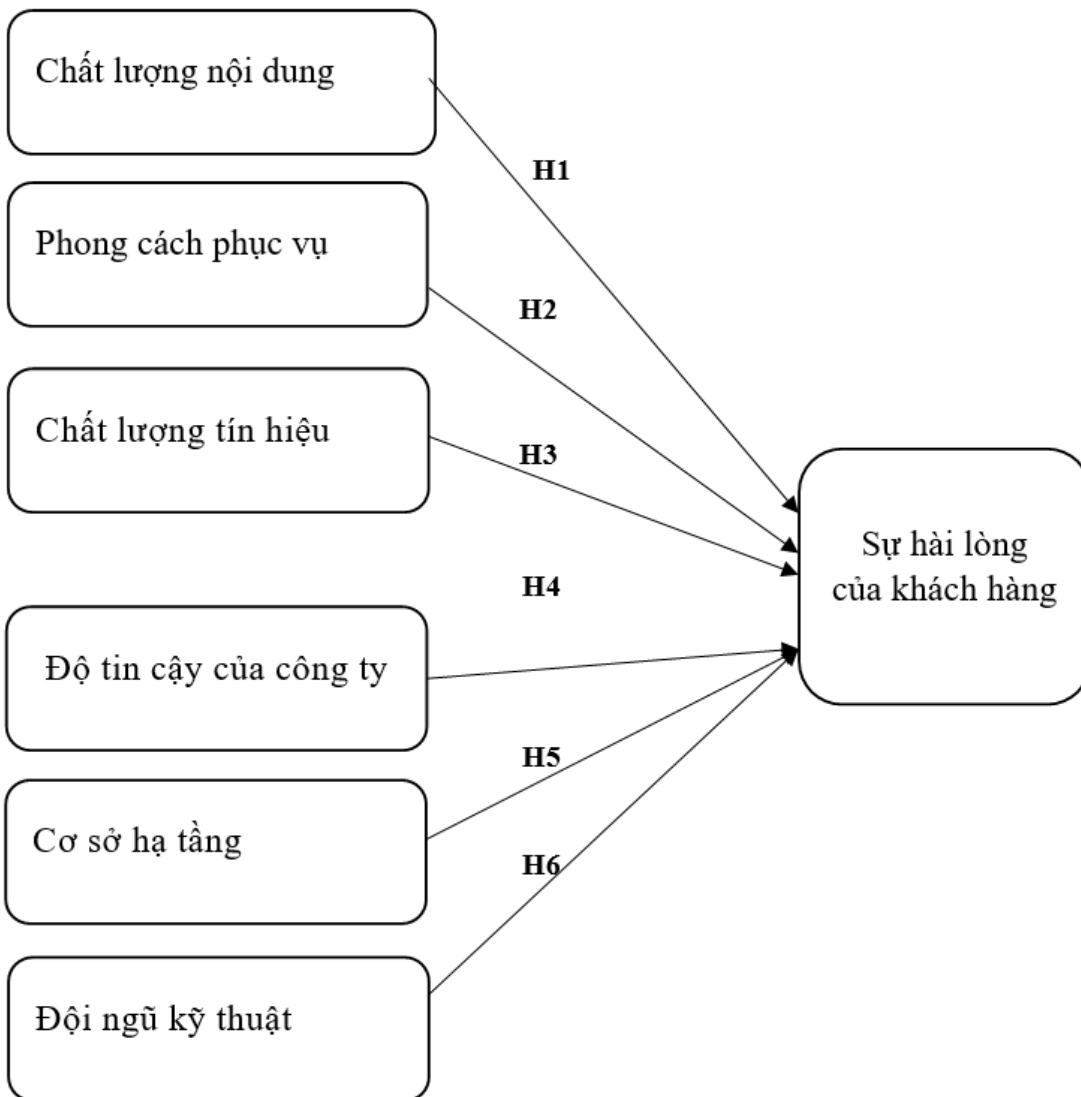 Chất lượng nội dung
H1
Phong cách phục vụ
H2
Chất lượng tín hiệu
H3
Sự hài lòng
của khách hàng
H4
Độ tin cậy của công ty
H5
Cơ sở hạ tầng
H6
Đội ngũ kỹ thuật